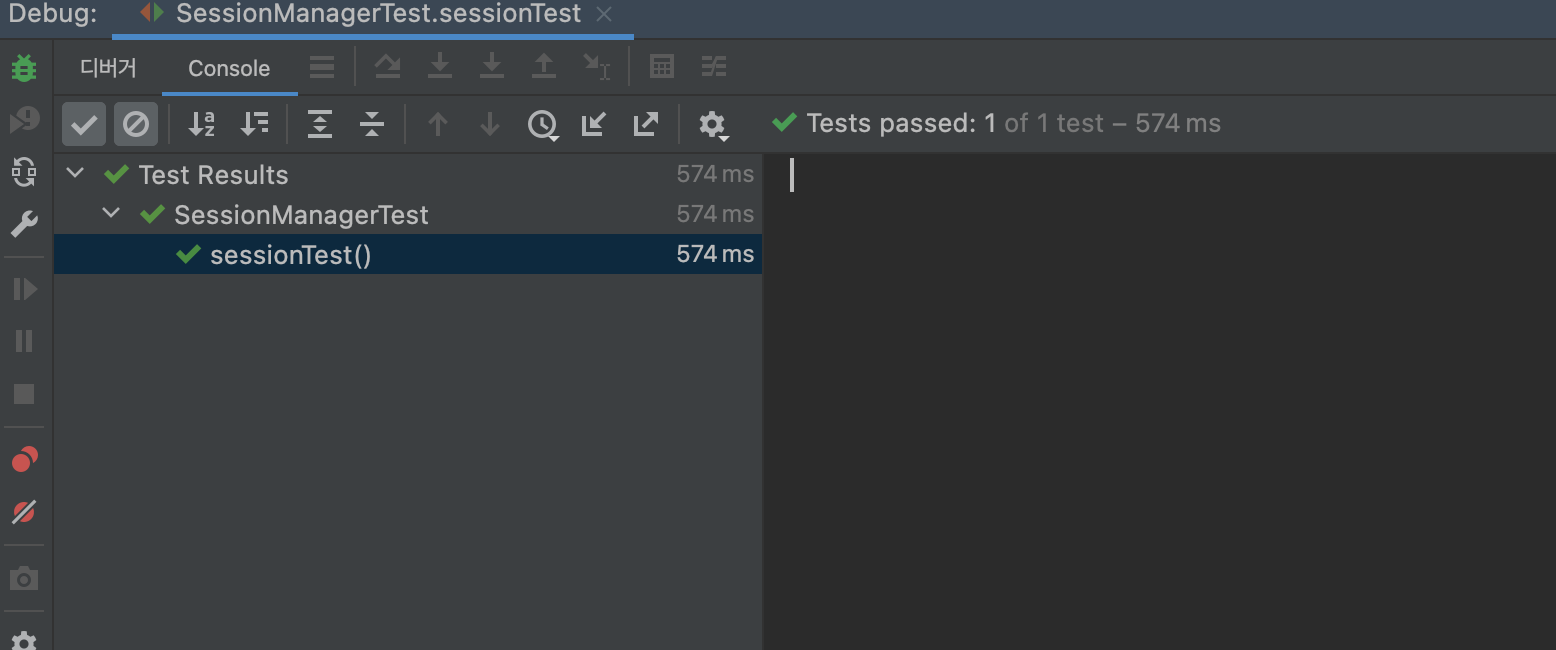 Debug: SessionManagerTest.sessionTest
디버거 Console
Tests passed: 1 of 1 test – 574 ms
Test Results 574 ms
SessionManagerTest 574 ms
sessionTest() 574 ms